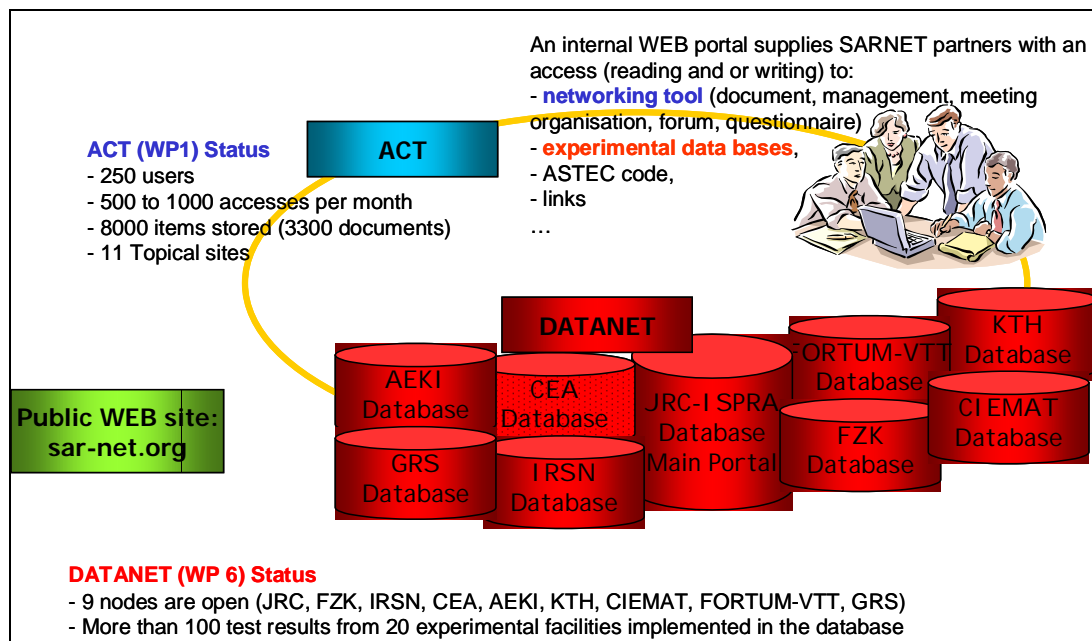 An internal WEB portal supplies SARNET partners with an
access (reading and or writing) to:
- networking tool (document, management, meeting
organisation, forum, questionnaire)
- experimental data bases,
- ASTEC code,
- links
...
ACT
ACT (WP1) Status
- 250 users
- 500 to 1000 accesses per month
- 8000 items stored (3300 documents)
- 11 Topical sites
DATANET
AEKI
Database
CEA
Database
JRC-I SPRA
Database
Main Portal
FORTUM-VTT
Database
KTH
Database
GRS
Database
IRSN
Database
FZK
Database
CIEMAT
Database
Public WEB site:
sar-net.org
DATANET (WP 6) Status
- 9 nodes are open (JRC, FZK, IRSN, CEA, AEKI, KTH, CIEMAT, FORTUM-VTT, GRS)
- More than 100 test results from 20 experimental facilities implemented in the database